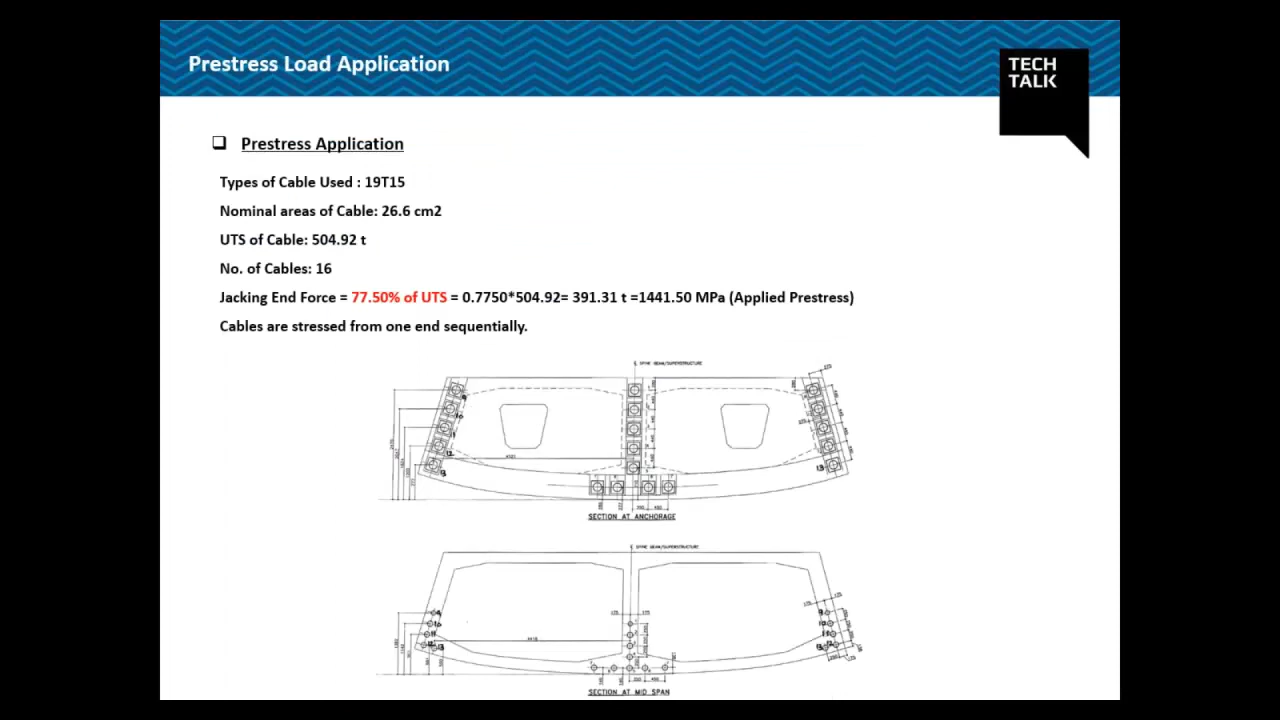 Prestress Load Application
TECH
TALK
Prestress Application
Types of Cable Used : 19T15
Nominal areas of Cable: 26.6 cm2
UTS of Cable: 504.92 t
No. of Cables: 16
Jacking End Force = 77.50% of UTS = 0.7750*504.92= 391.31 t =1441.50 MPa (Applied Prestress)
Cables are stressed from one end sequentially.
SECTION AT ANCHORAGE
SECTION AT MID SPAN